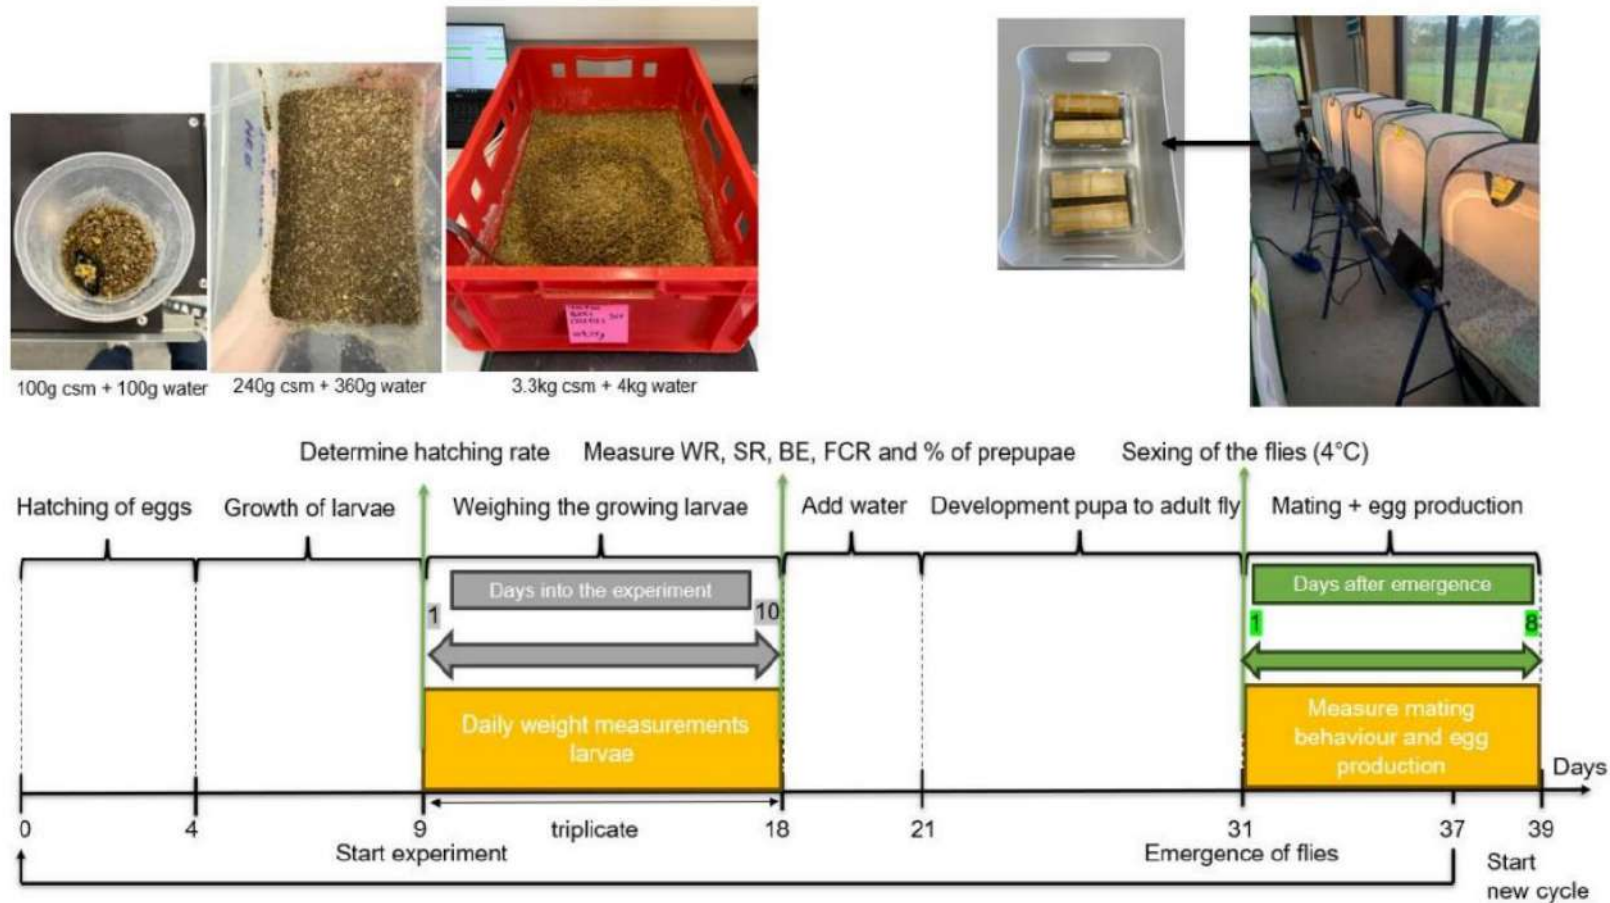 100g csm + 100g water
240g csm + 360g water
3.3kg csm + 4kg water
Determine hatching rate
Measure WR, SR, BE, FCR and % of prepupae
Sexing of the flies (4°C)
Hatching of eggs
Growth of larvae
Weighing the growing larvae
Add water
Development pupa to adult fly
Mating + egg production
Days into the experiment
Days after emergence
1
10
1
8
Daily weight measurements
larvae
Measure mating
behaviour and egg
production
Days
0
4
9
triplicate
18
21
31
37
39
Start experiment
Emergence of flies
Start
new cycle